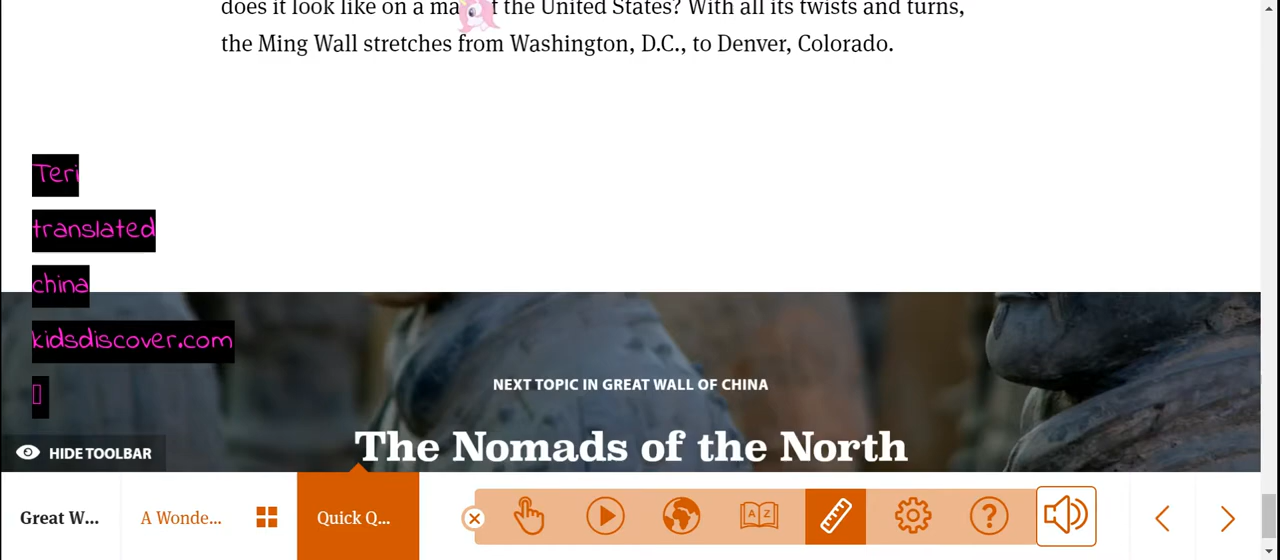 does it look like on a ma f the United States? With all its twists and turns,
the Ming Wall stretches from Washington, D.C., to Denver, Colorado.
Teri
translated
china
kidsdiscover.com
NEXT TOPIC IN GREAT WALL OF CHINA
The Nomads of the North
HIDE TOOLBAR
Great W...
A Wonde...
Quick Q...
A Z
?